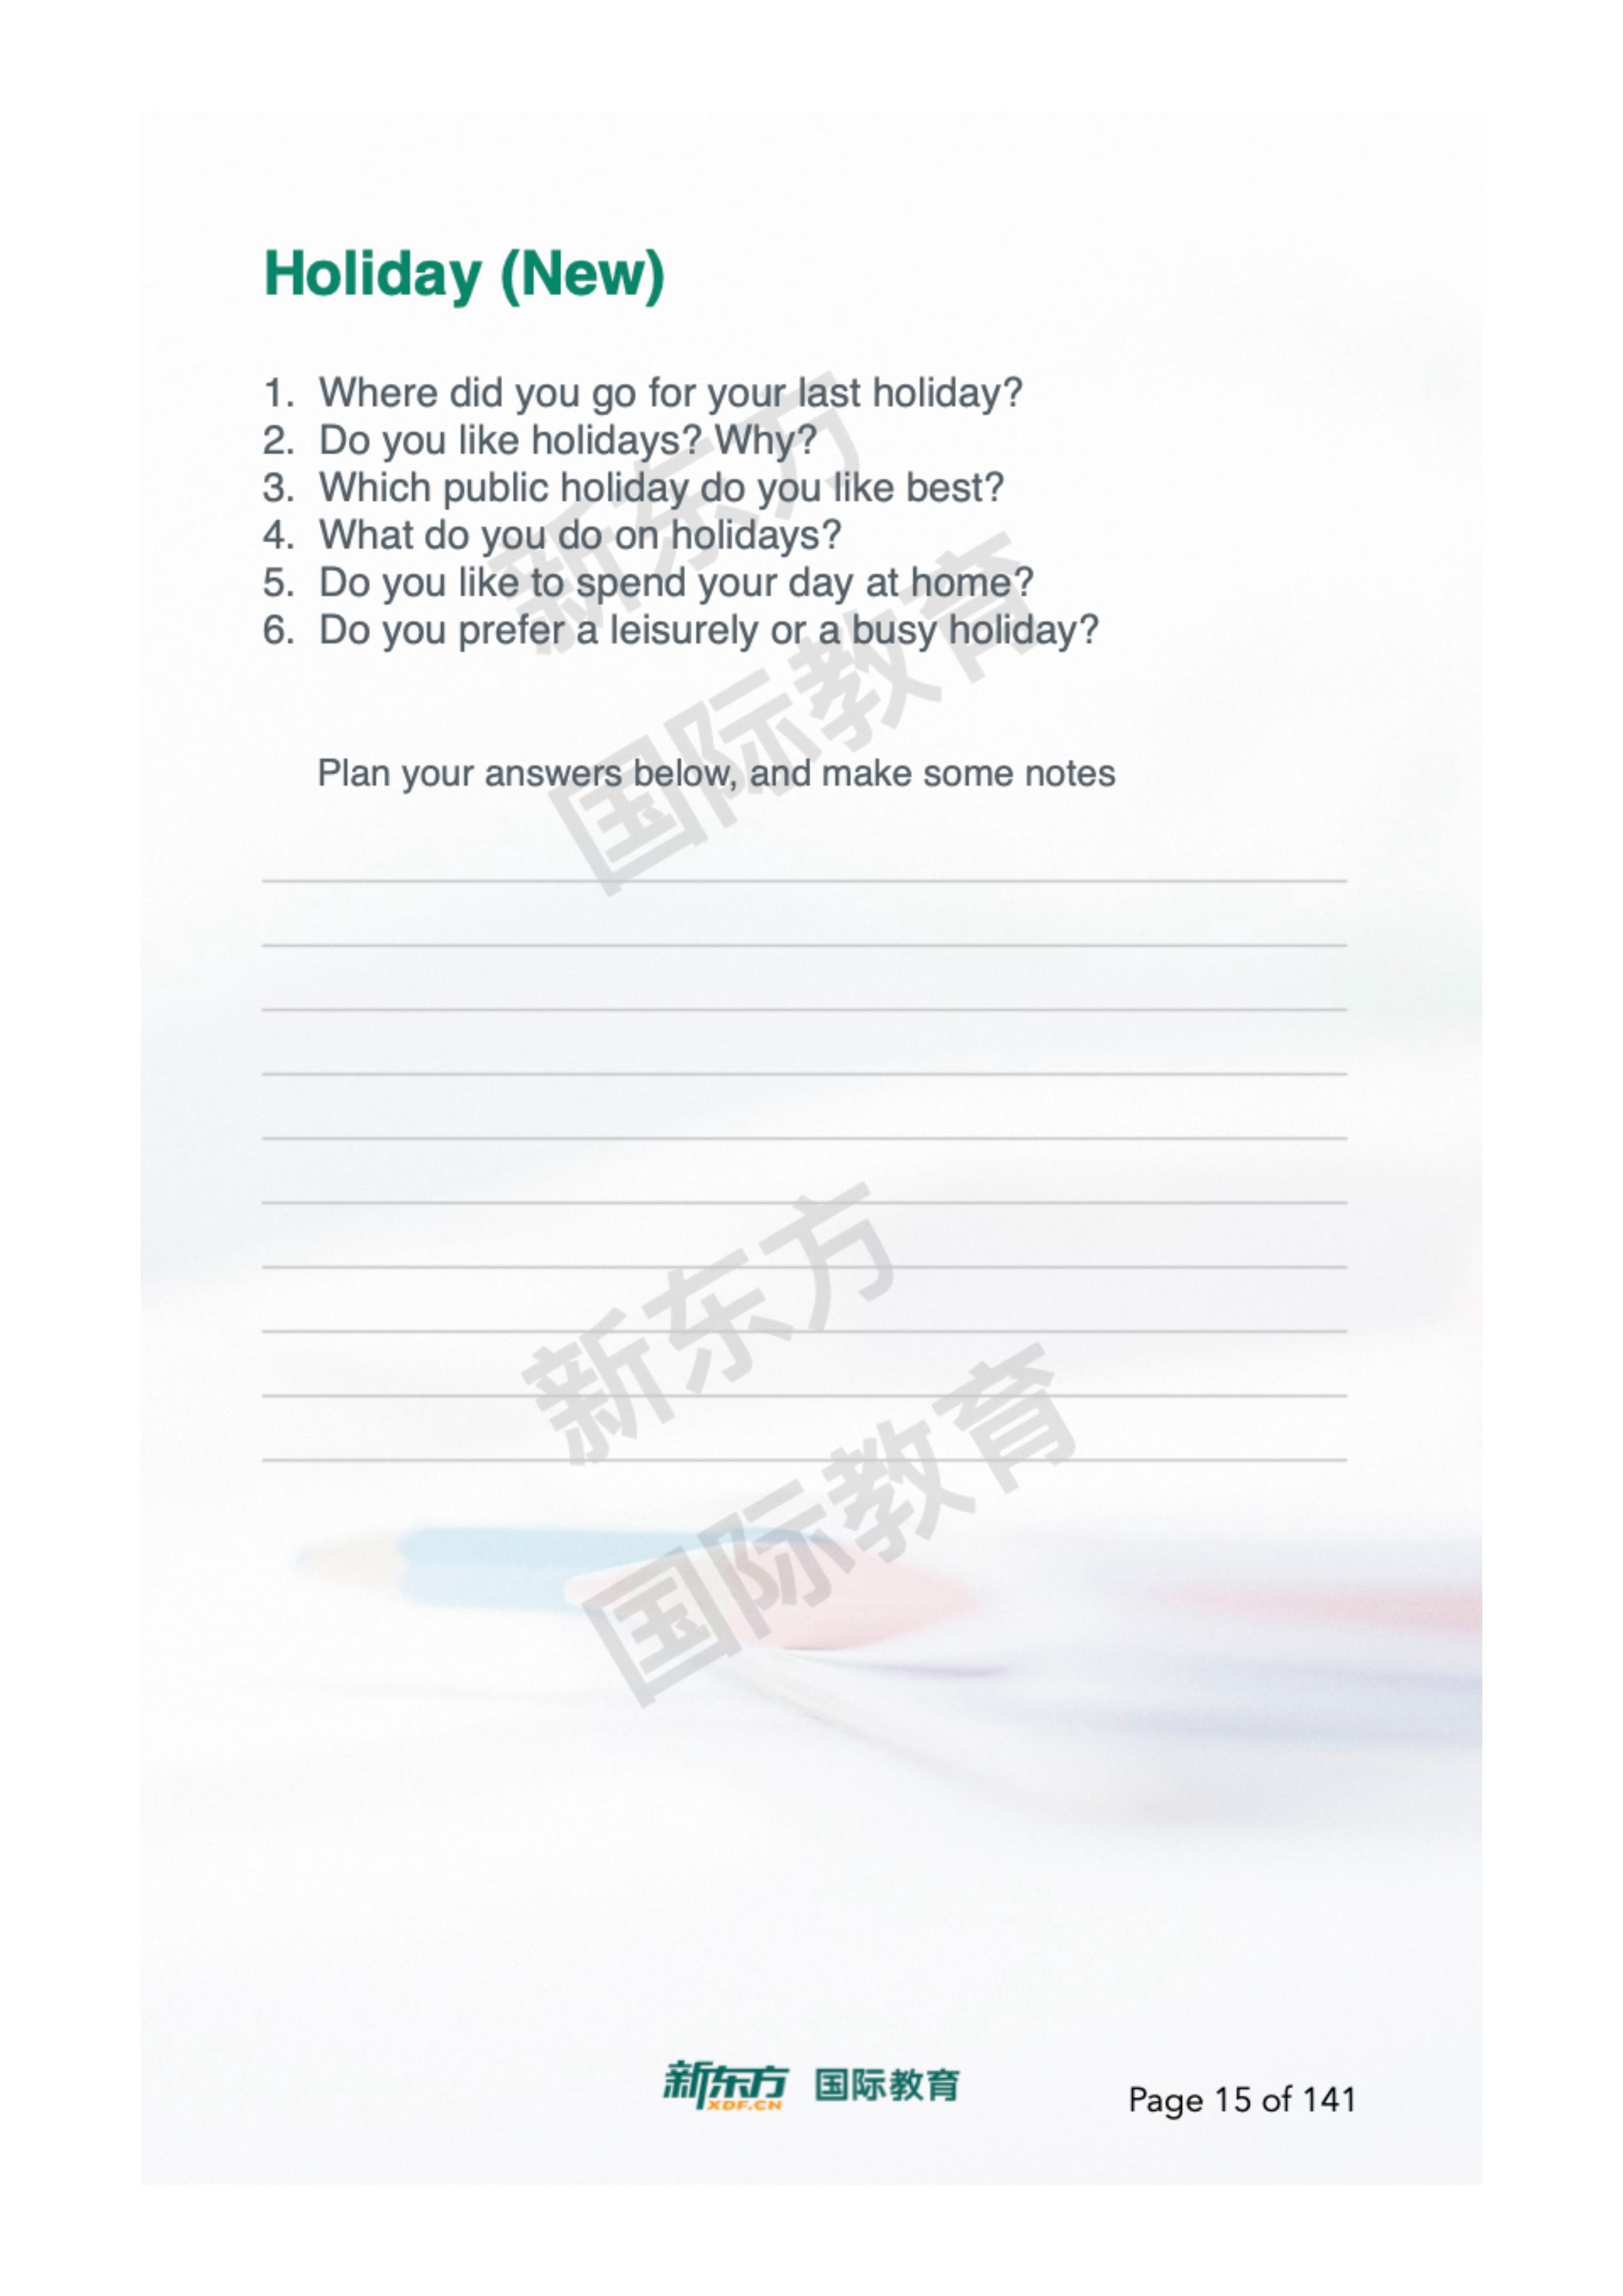 Holiday (New)
1. Where did you go for your last holiday?
2. Do you like holidays? Why?
3. Which public holiday do you like best?
4. What do you do on holidays?
5. Do you like to spend your day at home?
6. Do you prefer a leisurely or a busy holiday?
新东方
国际教育
Plan your answers below, and make some notes
新东方
国际教育
新东方 国际教育
XDF.CN
Page 15 of 141